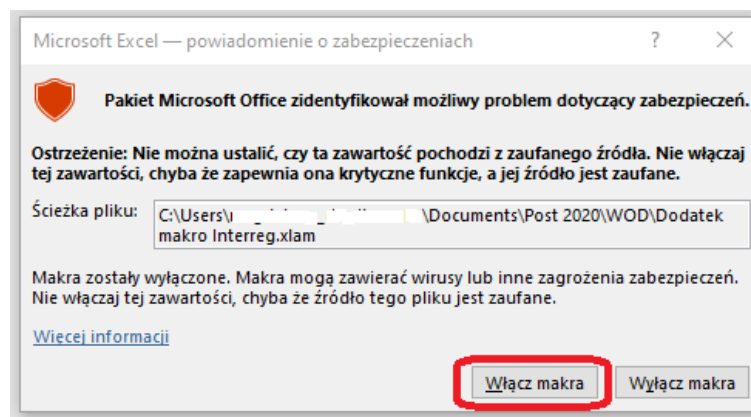 Microsoft Excel — powiadomienie o zabezpieczeniach
Pakiet Microsoft Office zidentyfikował możliwy problem dotyczący zabezpieczeń.
Ostrzeżenie: Nie można ustalić, czy ta zawartość pochodzi z zaufanego źródła. Nie włączaj
tej zawartości, chyba że zapewnia ona krytyczne funkcje, a jej źródło jest zaufane.
Ścieżka pliku: C:\Users\ \Documents\Post 2020\WOD\Dodatek
makro Interreg.xlam
Makra zostały wyłączone. Makra mogą zawierać wirusy lub inne zagrożenia zabezpieczeń.
Nie włączaj tej zawartości, chyba że źródło tego pliku jest zaufane.
Więcej informacji
Włącz makra Wyłącz makra